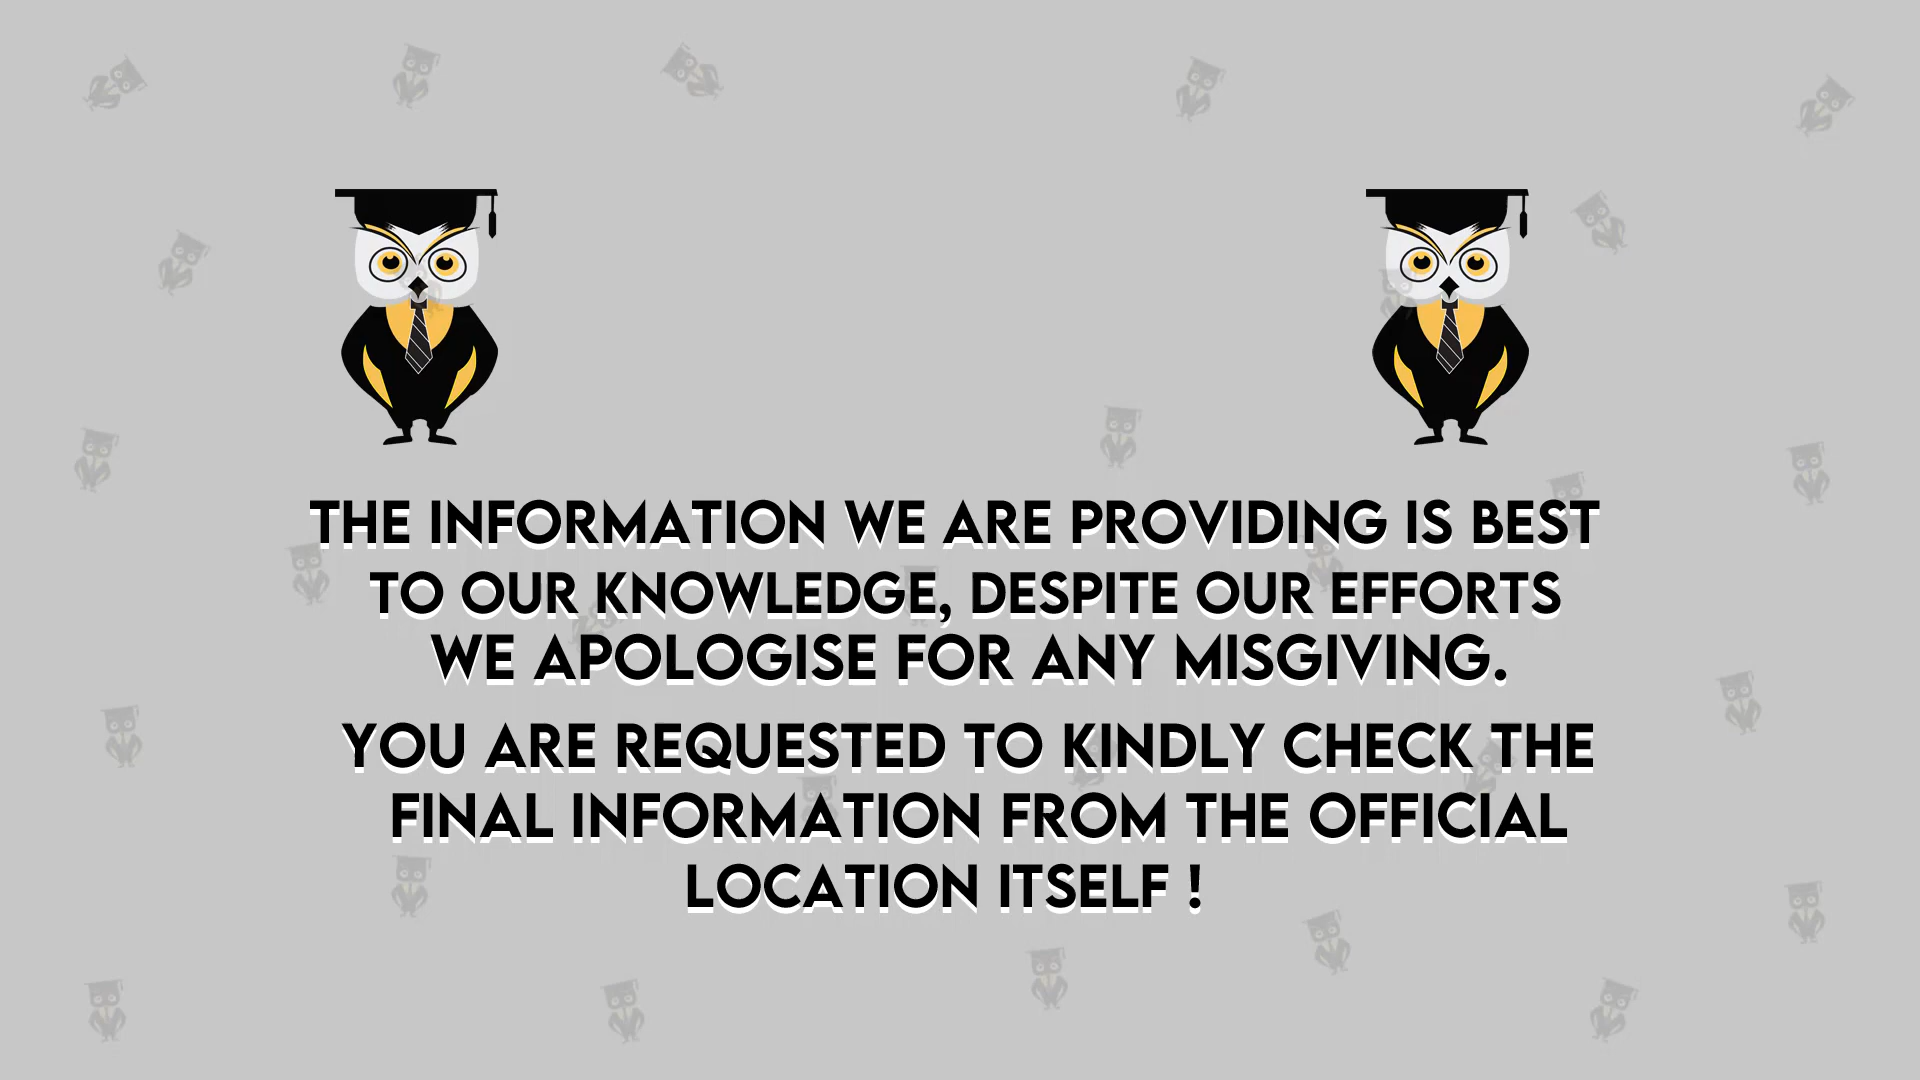 THE INFORMATION WE ARE PROVIDING IS BEST
TO OUR KNOWLEDGE, DESPITE OUR EFFORTS
WE APOLOGISE FOR ANY MISGIVING.
YOU ARE REQUESTED TO KINDLY CHECK THE
FINAL INFORMATION FROM THE OFFICIAL
LOCATION ITSELF !